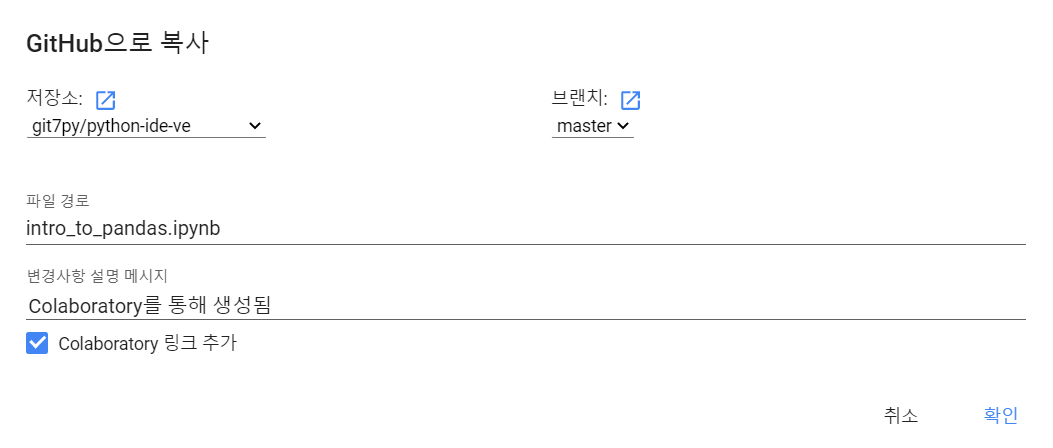 GitHub으로 복사
저장소: 브랜치:
git7py/python-ide-ve master
파일 경로
intro_to_pandas.ipynb
변경사항 설명 메시지
Colaboratory를 통해 생성됨
Colaboratory 링크 추가
취소 확인